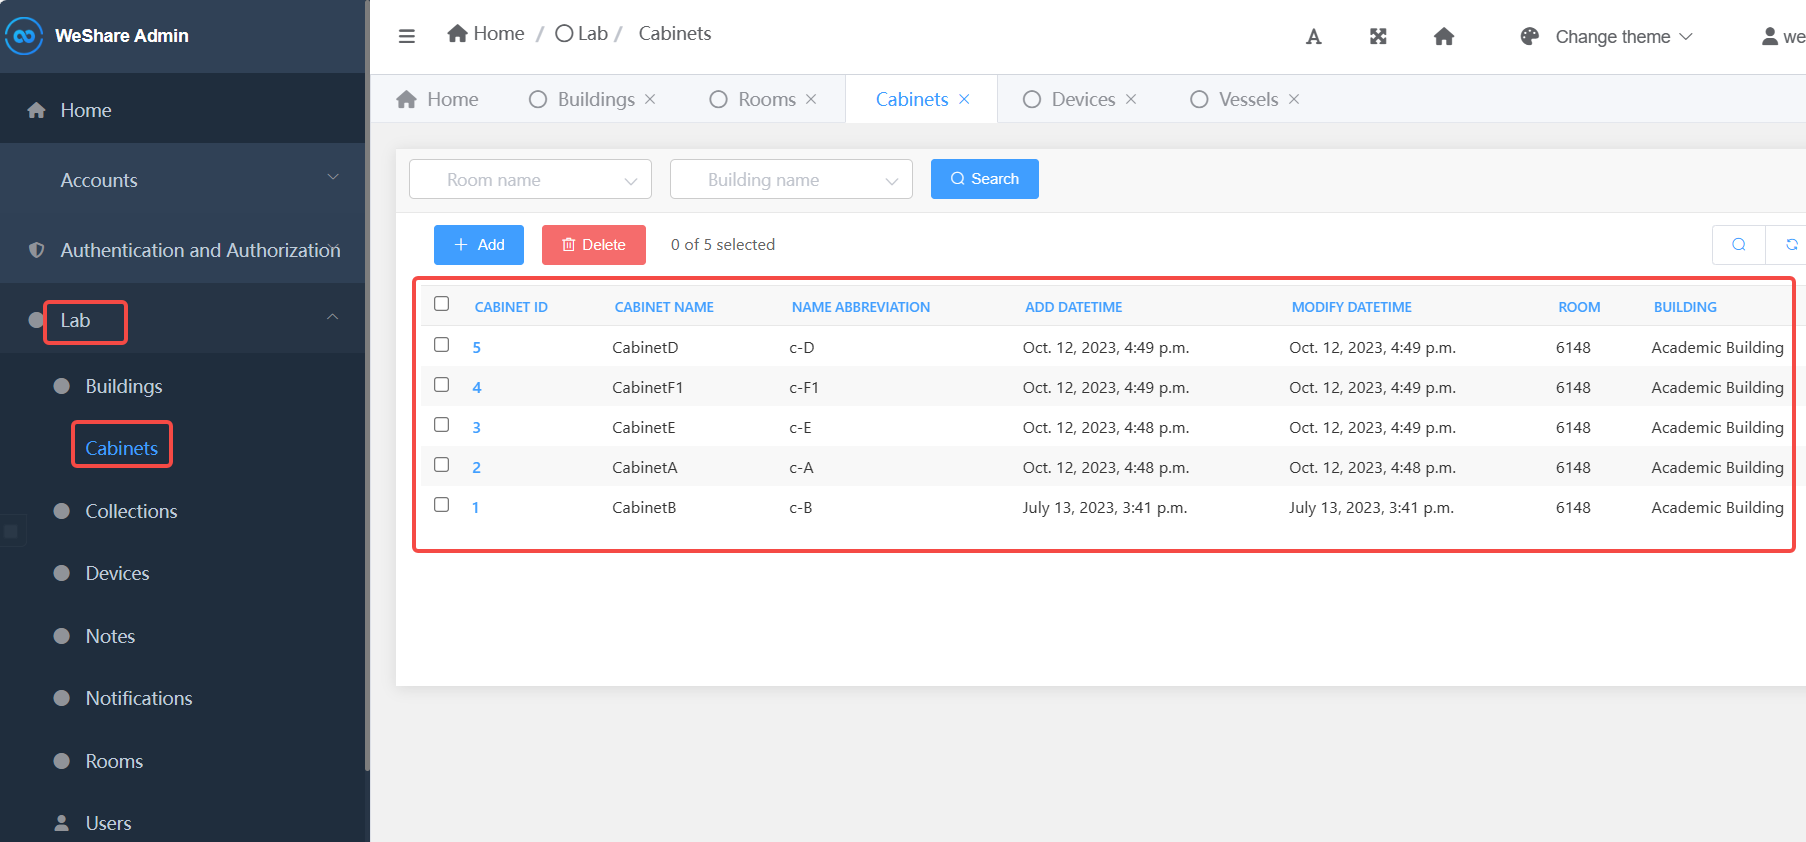 WeShare Admin
Home / Lab / Cabinets
Change theme
we
Home
Buildings
Rooms
Cabinets
Devices
Vessels
Home
Accounts
Authentication and Authorization
Lab
Buildings
Cabinets
Collections
Devices
Notes
Notifications
Rooms
Users
Room name
Building name
Search
Add
Delete
0 of 5 selected
CABINET ID CABINET NAME NAME ABBREVIATION ADD DATETIME MODIFY DATETIME ROOM BUILDING
5 CabinetD c-D Oct. 12, 2023, 4:49 p.m. Oct. 12, 2023, 4:49 p.m. 6148 Academic Building
4 CabinetF1 c-F1 Oct. 12, 2023, 4:49 p.m. Oct. 12, 2023, 4:49 p.m. 6148 Academic Building
3 CabinetE c-E Oct. 12, 2023, 4:48 p.m. Oct. 12, 2023, 4:49 p.m. 6148 Academic Building
2 CabinetA c-A Oct. 12, 2023, 4:48 p.m. Oct. 12, 2023, 4:48 p.m. 6148 Academic Building
1 CabinetB c-B July 13, 2023, 3:41 p.m. July 13, 2023, 3:41 p.m. 6148 Academic Building